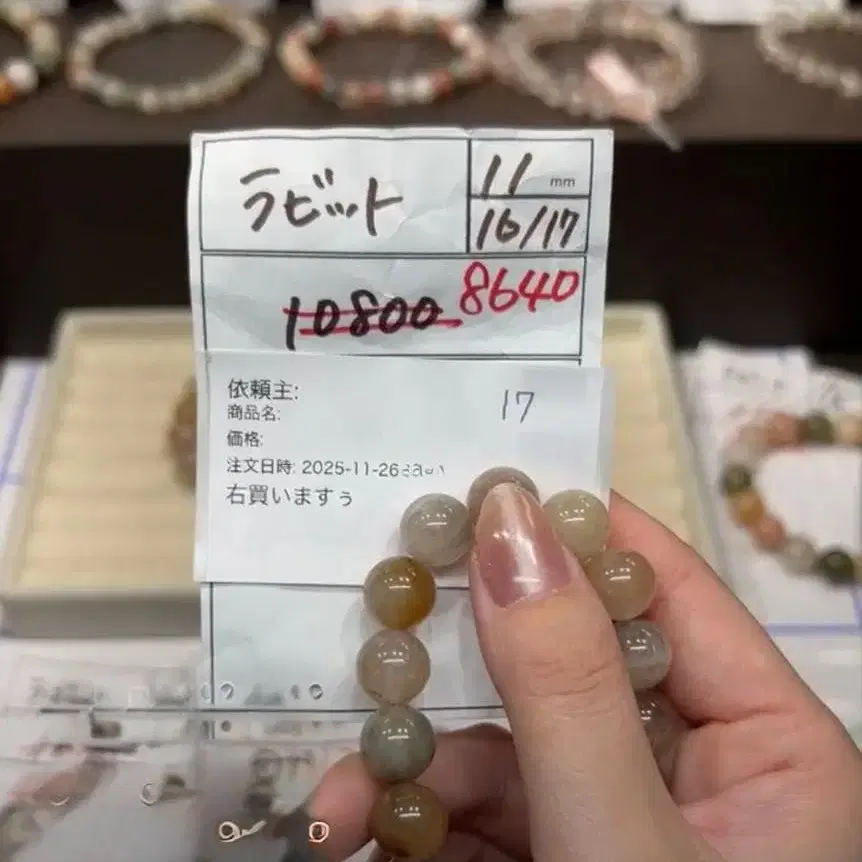 ラビット
11 mm
16/17
10800 8640
依頼主:
商品名:
17
価格:
注文日時: 2025-11-26
右買いますぅ